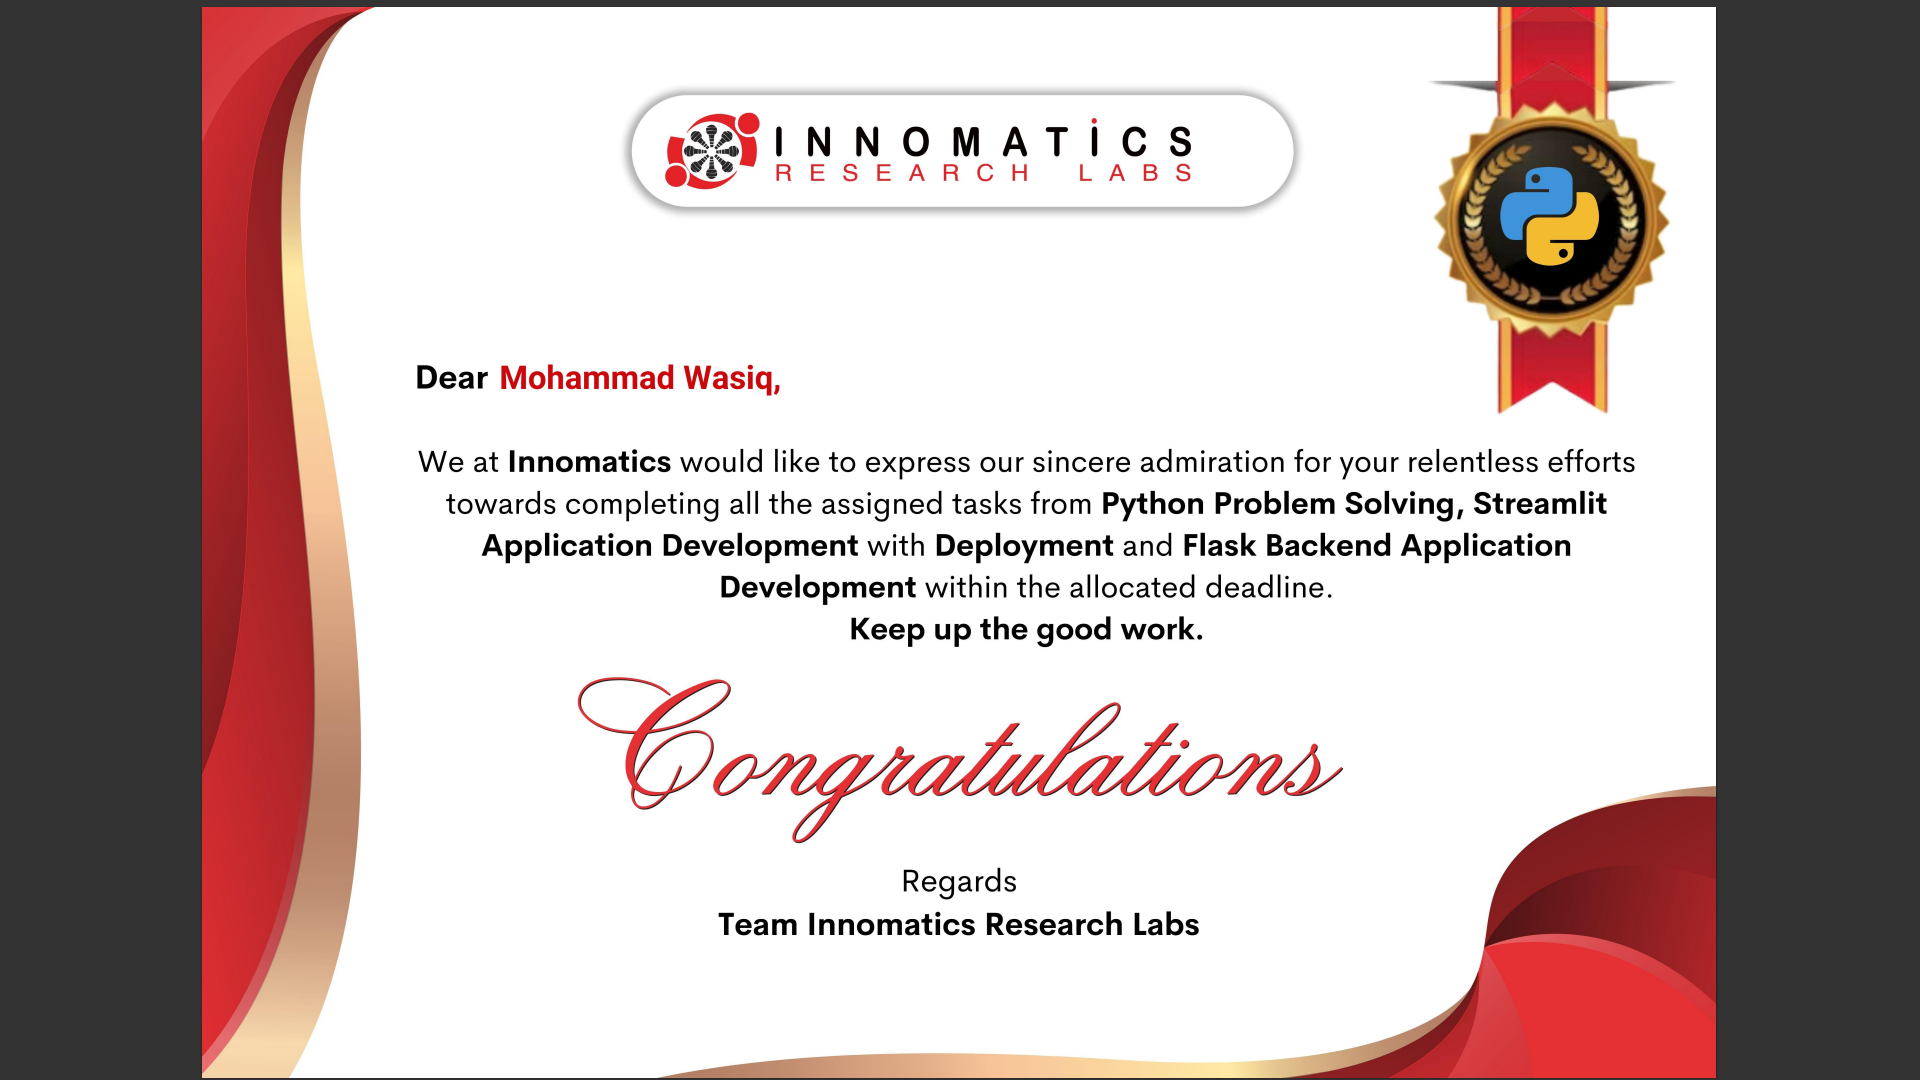 INNOMATICS
RESEARCH LABS
Dear Mohammad Wasiq,
We at Innomatics would like to express our sincere admiration for your relentless efforts
towards completing all the assigned tasks from Python Problem Solving, Streamlit
Application Development with Deployment and Flask Backend Application
Development within the allocated deadline.
Keep up the good work.
Congratulations
Regards
Team Innomatics Research Labs